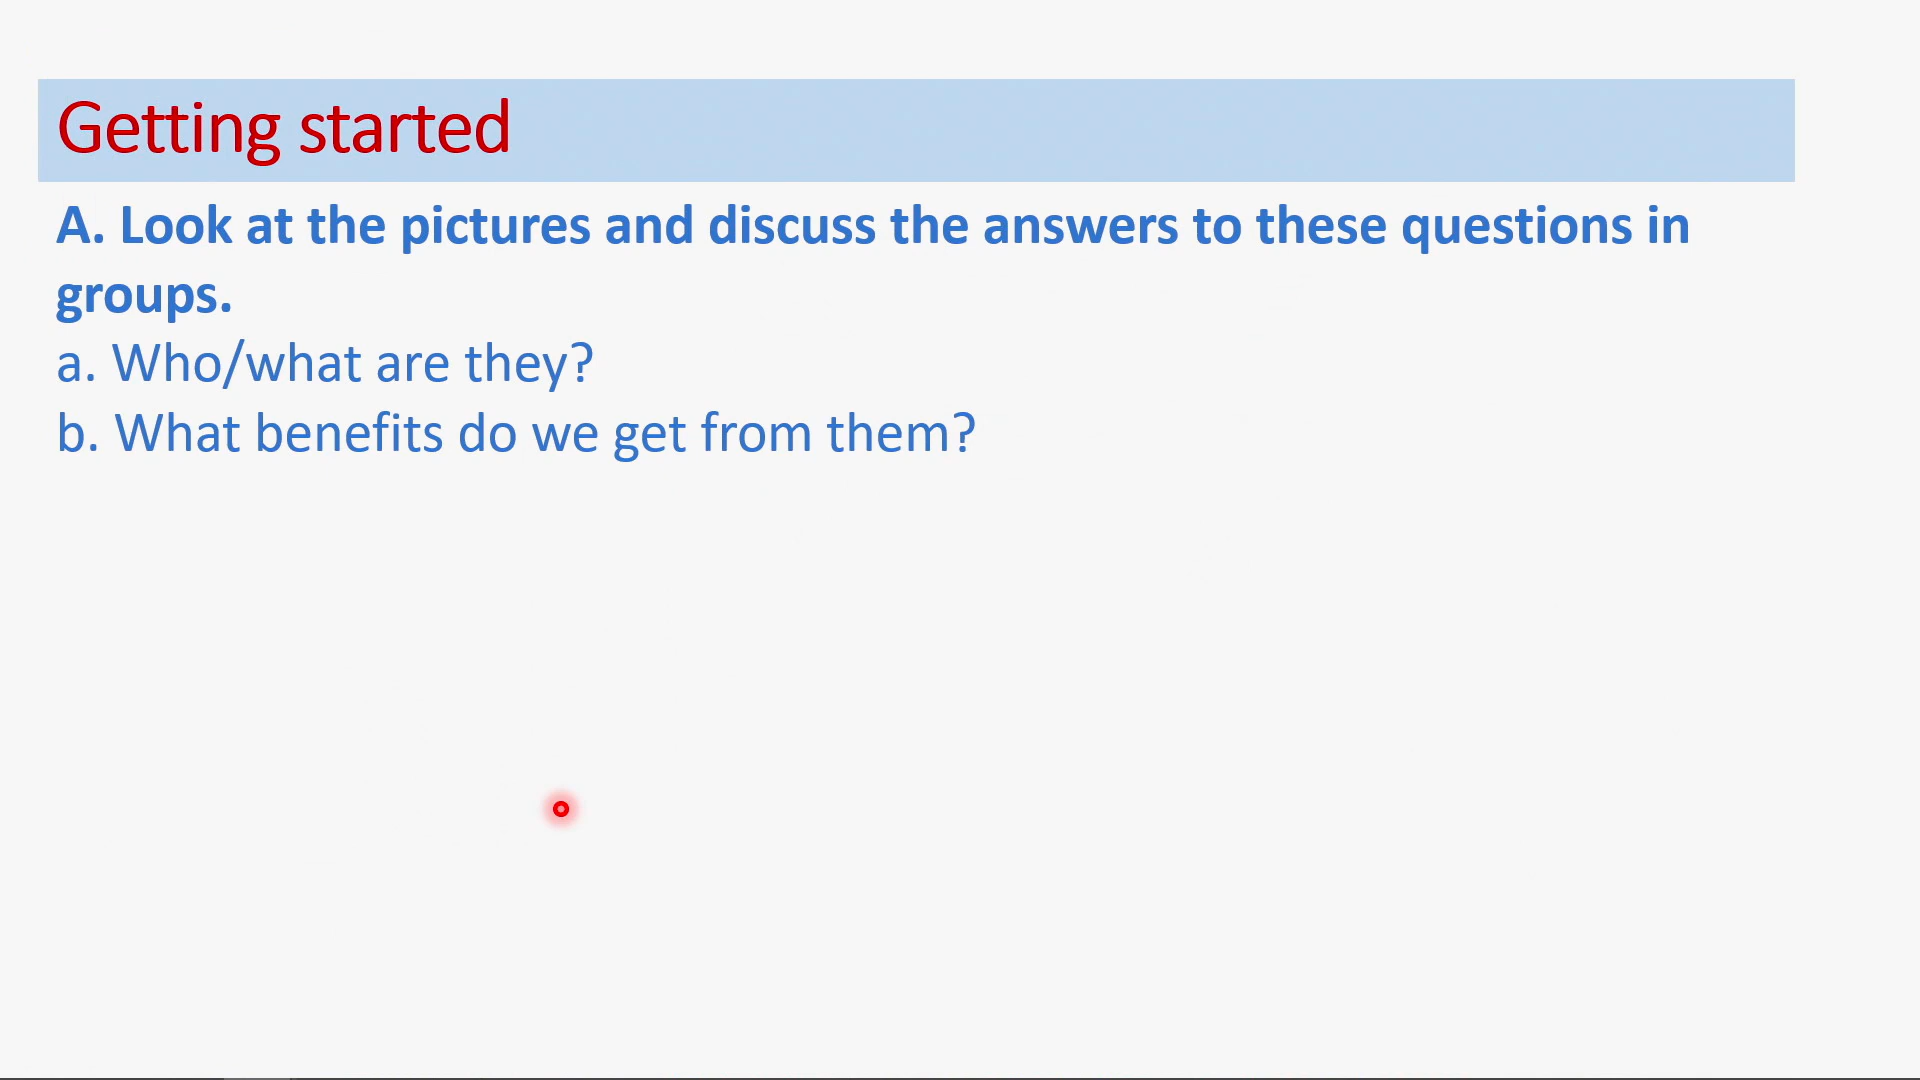 Getting started
A. Look at the pictures and discuss the answers to these questions in
groups.
a. Who/what are they?
b. What benefits do we get from them?